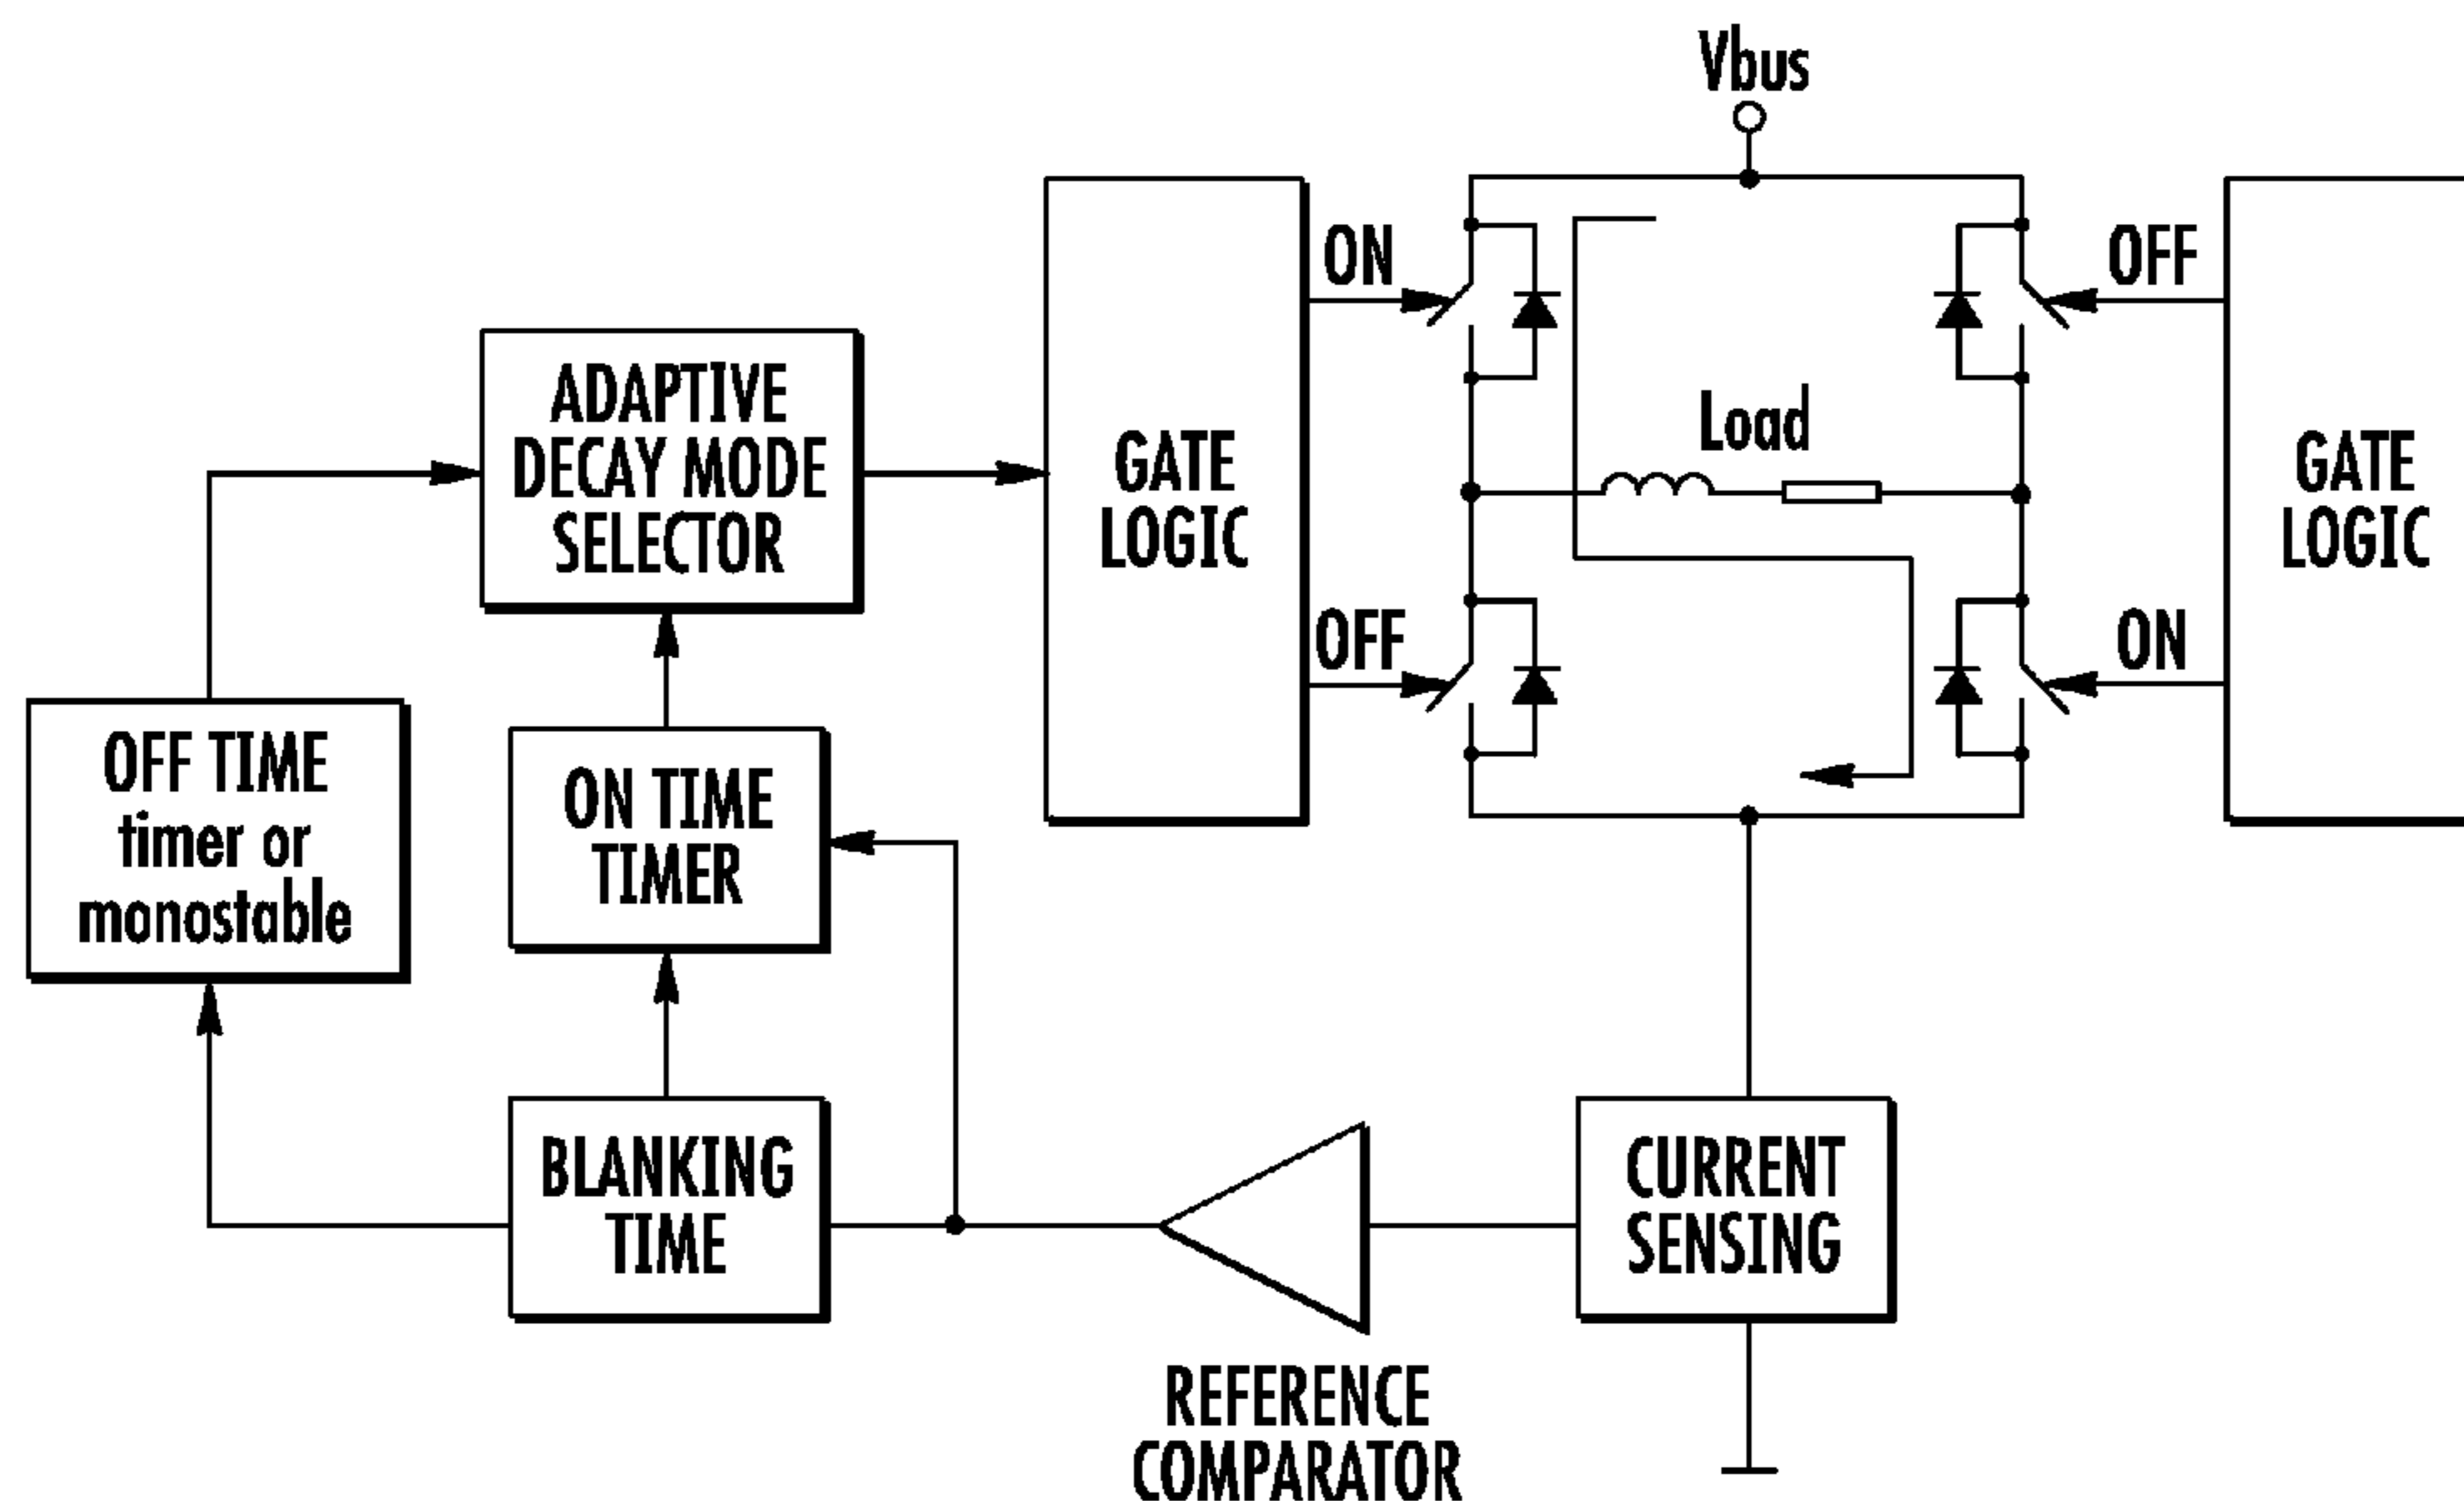 Vbus
ON
OFF
ADAPTIVE
DECAY MODE
SELECTOR
GATE
LOGIC
Load
GATE
LOGIC
OFF
ON
OFF TIME
timer or
monostable
ON TIME
TIMER
BLANKING
TIME
CURRENT
SENSING
REFERENCE
COMPARATOR